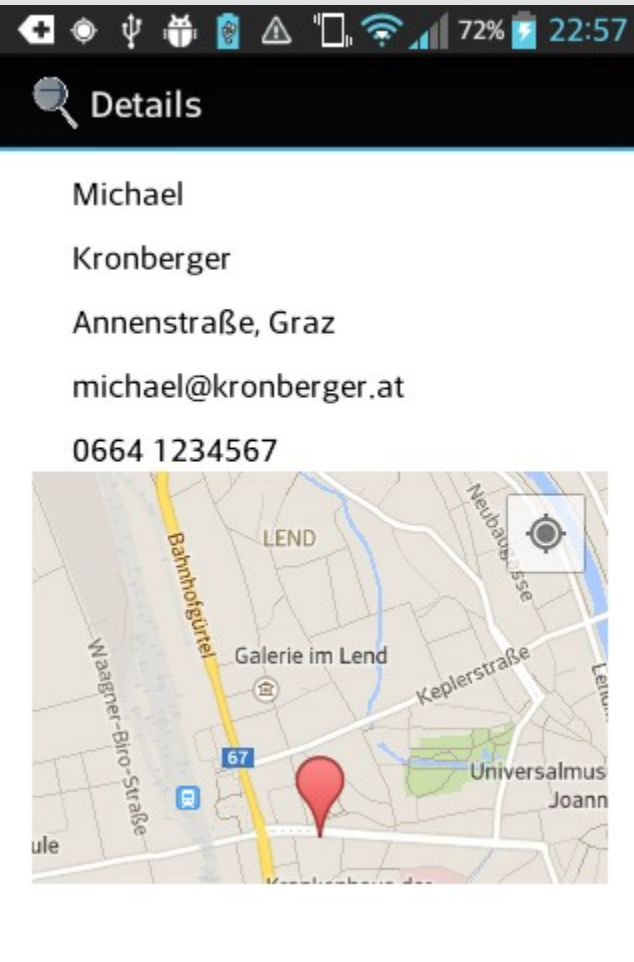 72% 22:57
Details
Michael
Kronberger
Annenstraße, Graz
michael@kronberger.at
0664 1234567
Neubaugasse
LEND
Bahnhofgürtel
Galerie im Lend
Waagner-Biro-Straße
Keplerstraße
67
Universalmus
Joann
ule